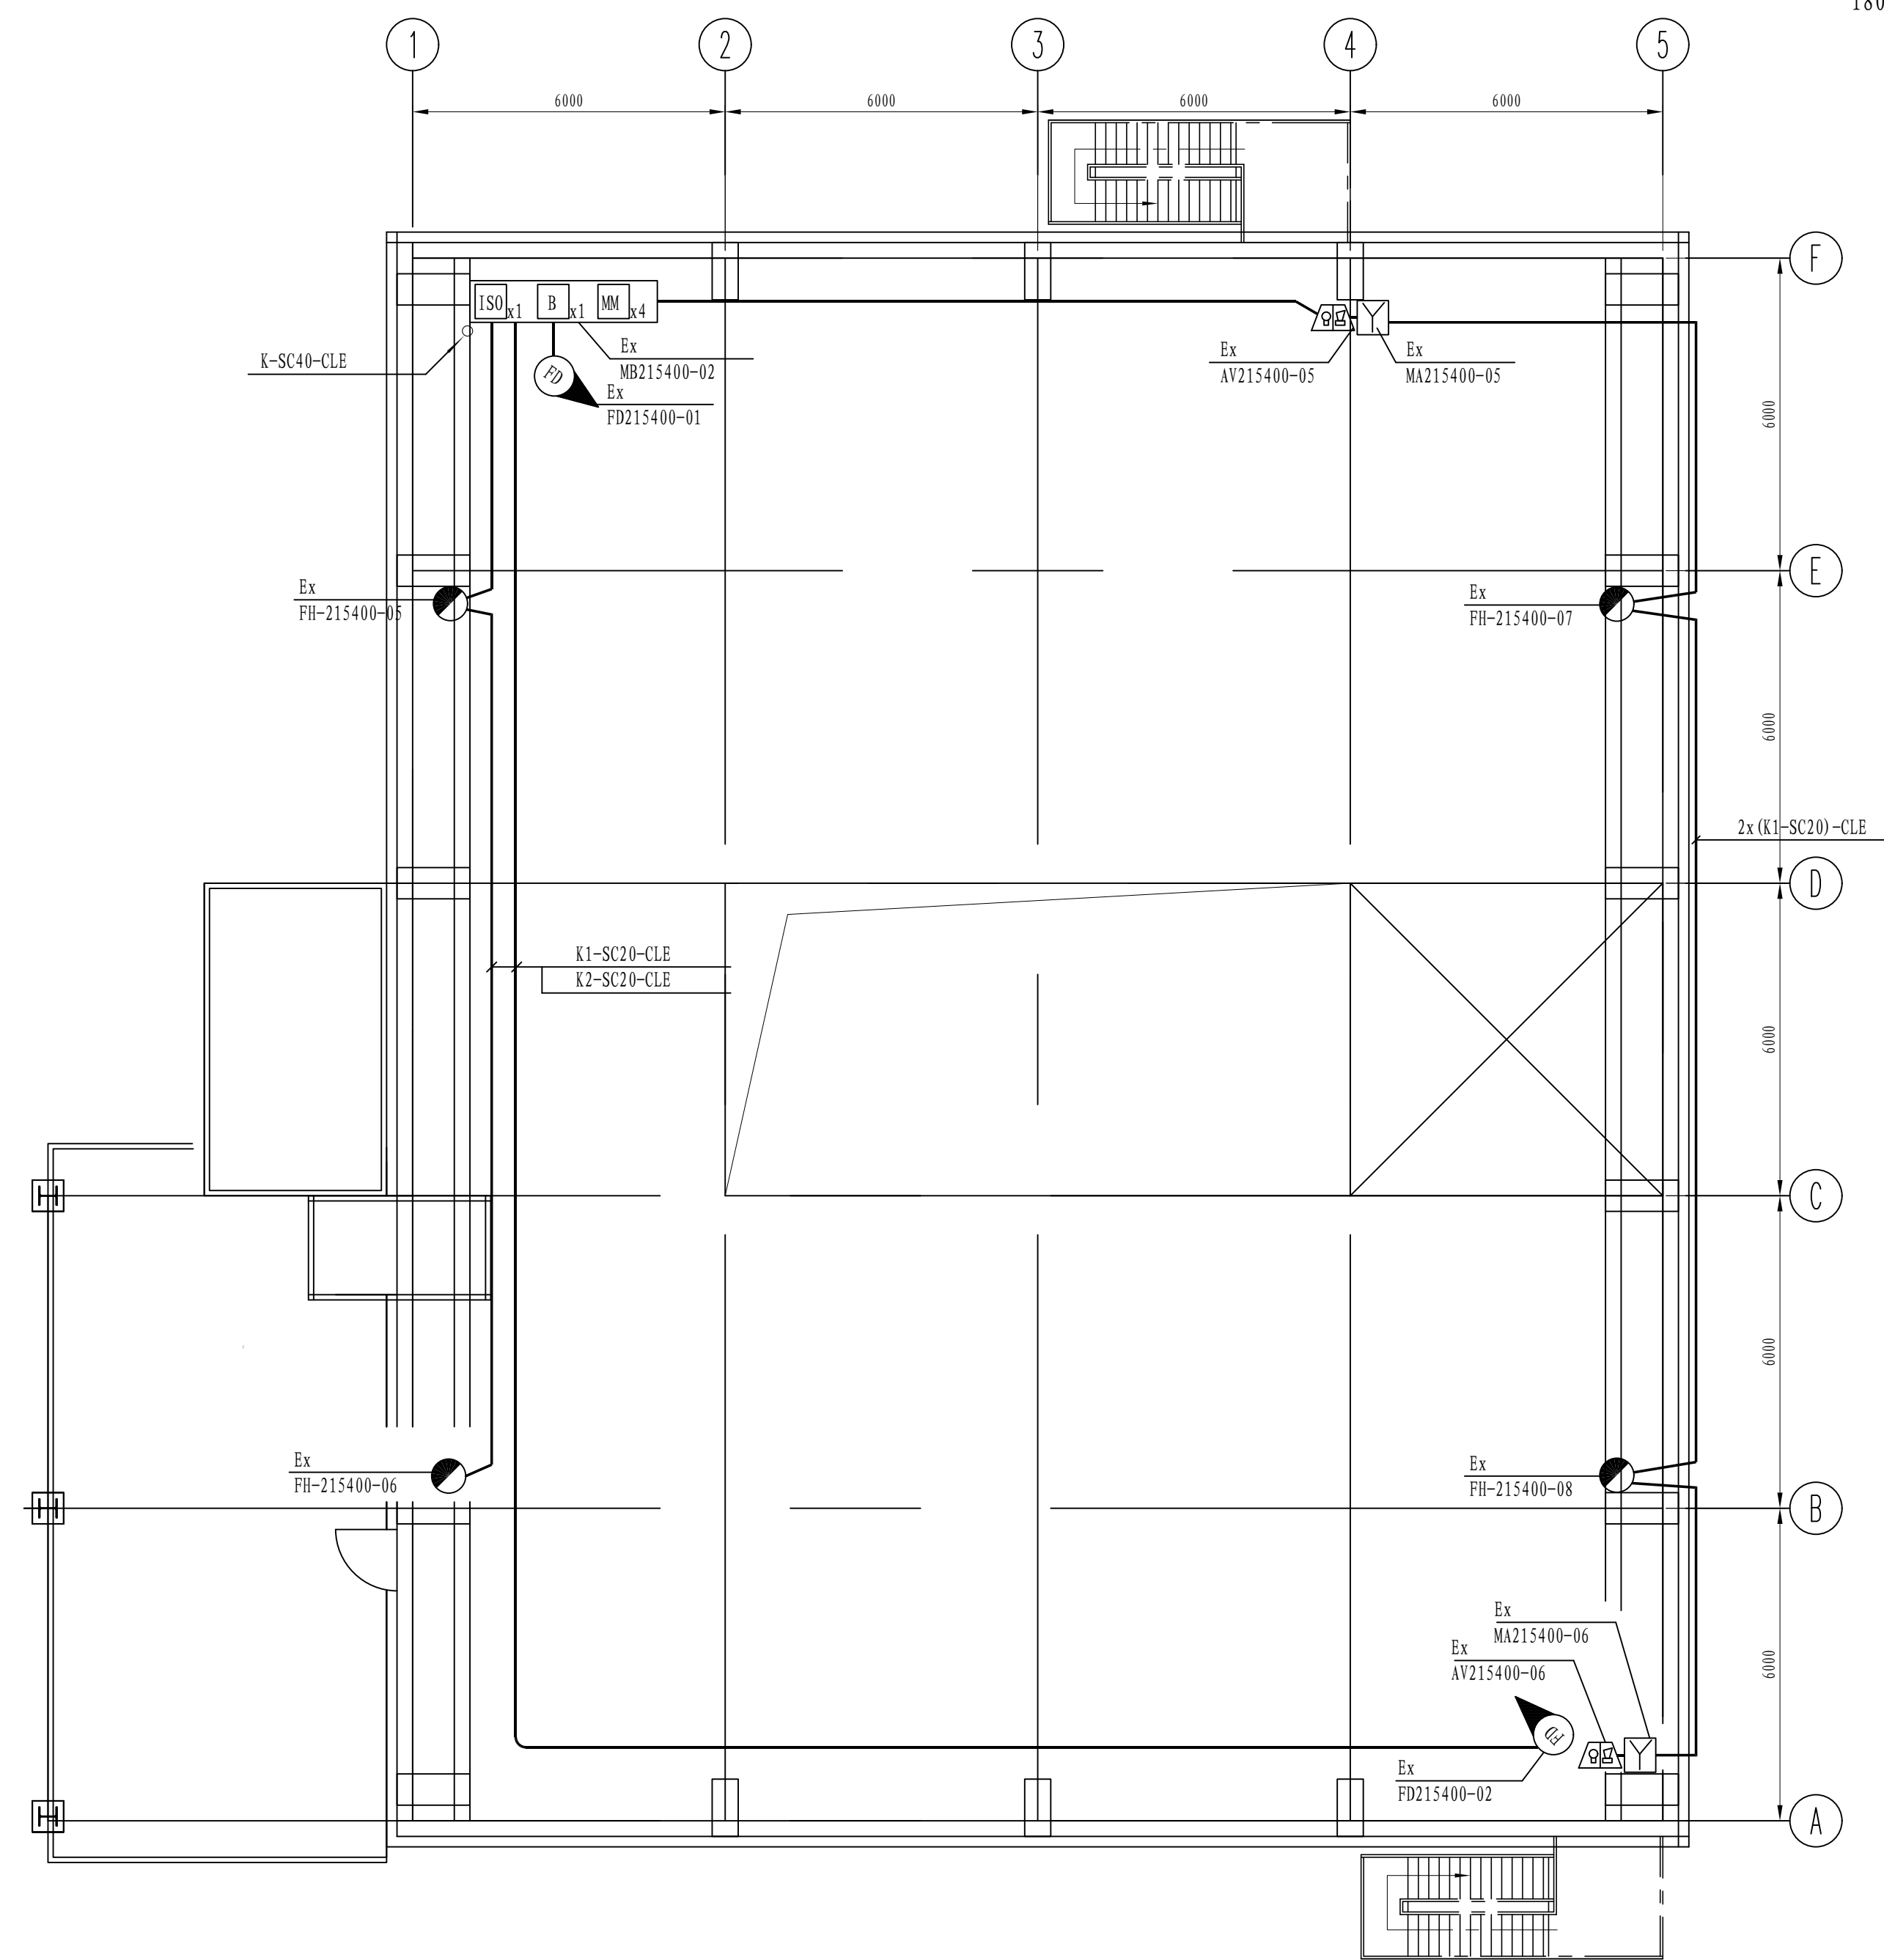 180
1
2
3
4
5
6000
6000
6000
6000
F
ISO x1
B x1
MM x4
K-SC40-CLE
Ex
MB215400-02
FD
Ex
FD215400-01
Ex
AV215400-05
Y
Ex
MA215400-05
6000
E
Ex
FH-215400-05
Ex
FH-215400-07
6000
2x(K1-SC20)-CLE
D
K1-SC20-CLE
K2-SC20-CLE
6000
H
C
6000
Ex
FH-215400-06
Ex
FH-215400-08
H
B
Ex
MA215400-06
Ex
AV215400-06
6000
FD
Y
Ex
FD215400-02
H
A